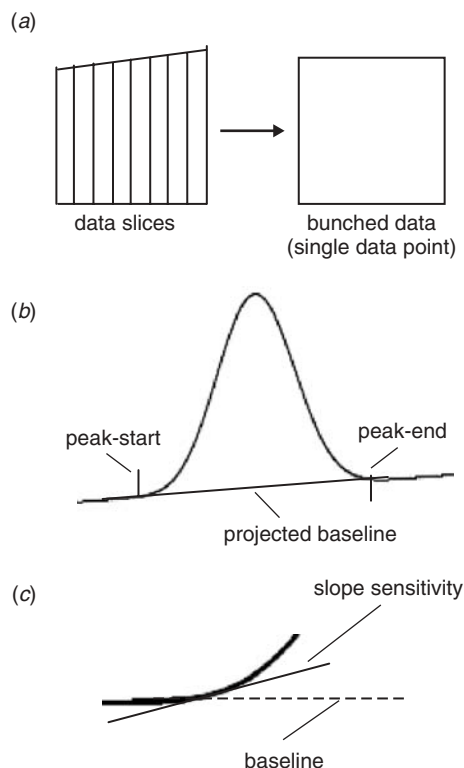 (a)
data slices
bunched data
(single data point)
(b)
peak-start
peak-end
projected baseline
(c)
slope sensitivity
baseline